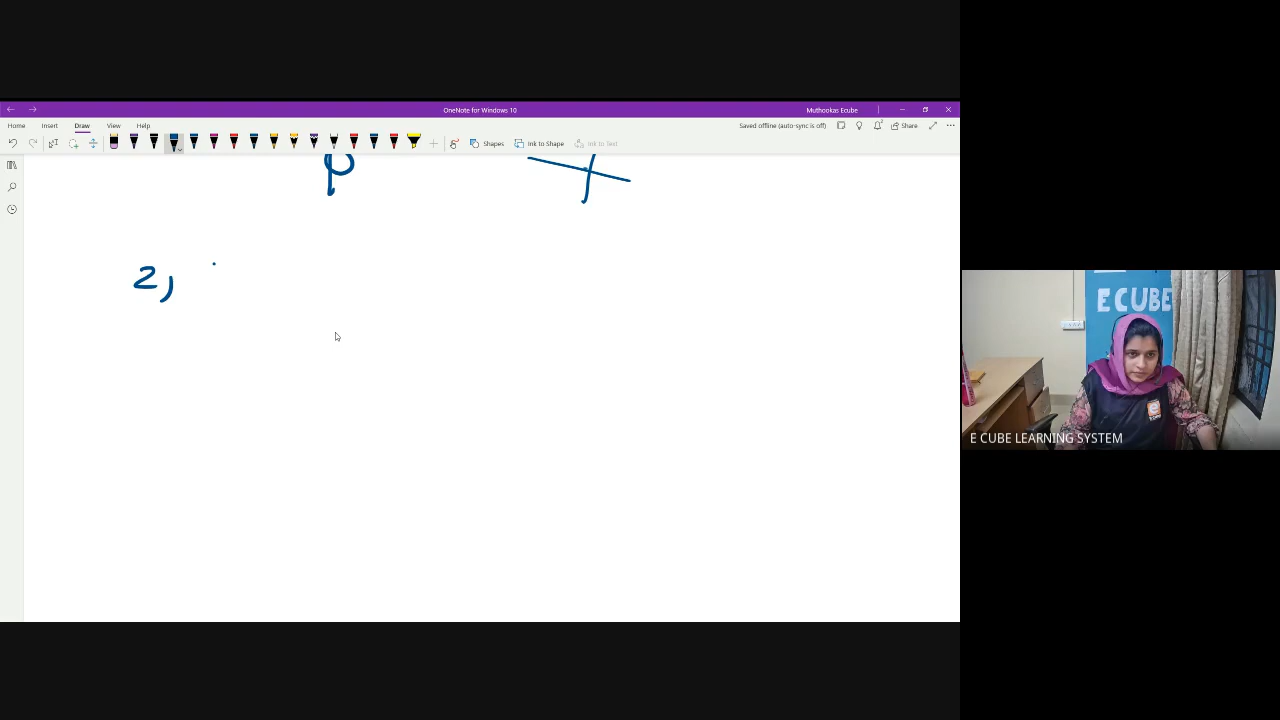 OneNote for Windows 10
Muthookas Ecube
Home Insert Draw View Help
Saved offline (auto-sync is off)
Share
Shapes
Ink to Shape
Ink to Text
p
2,
E CUBE
E CUBE LEARNING SYSTEM